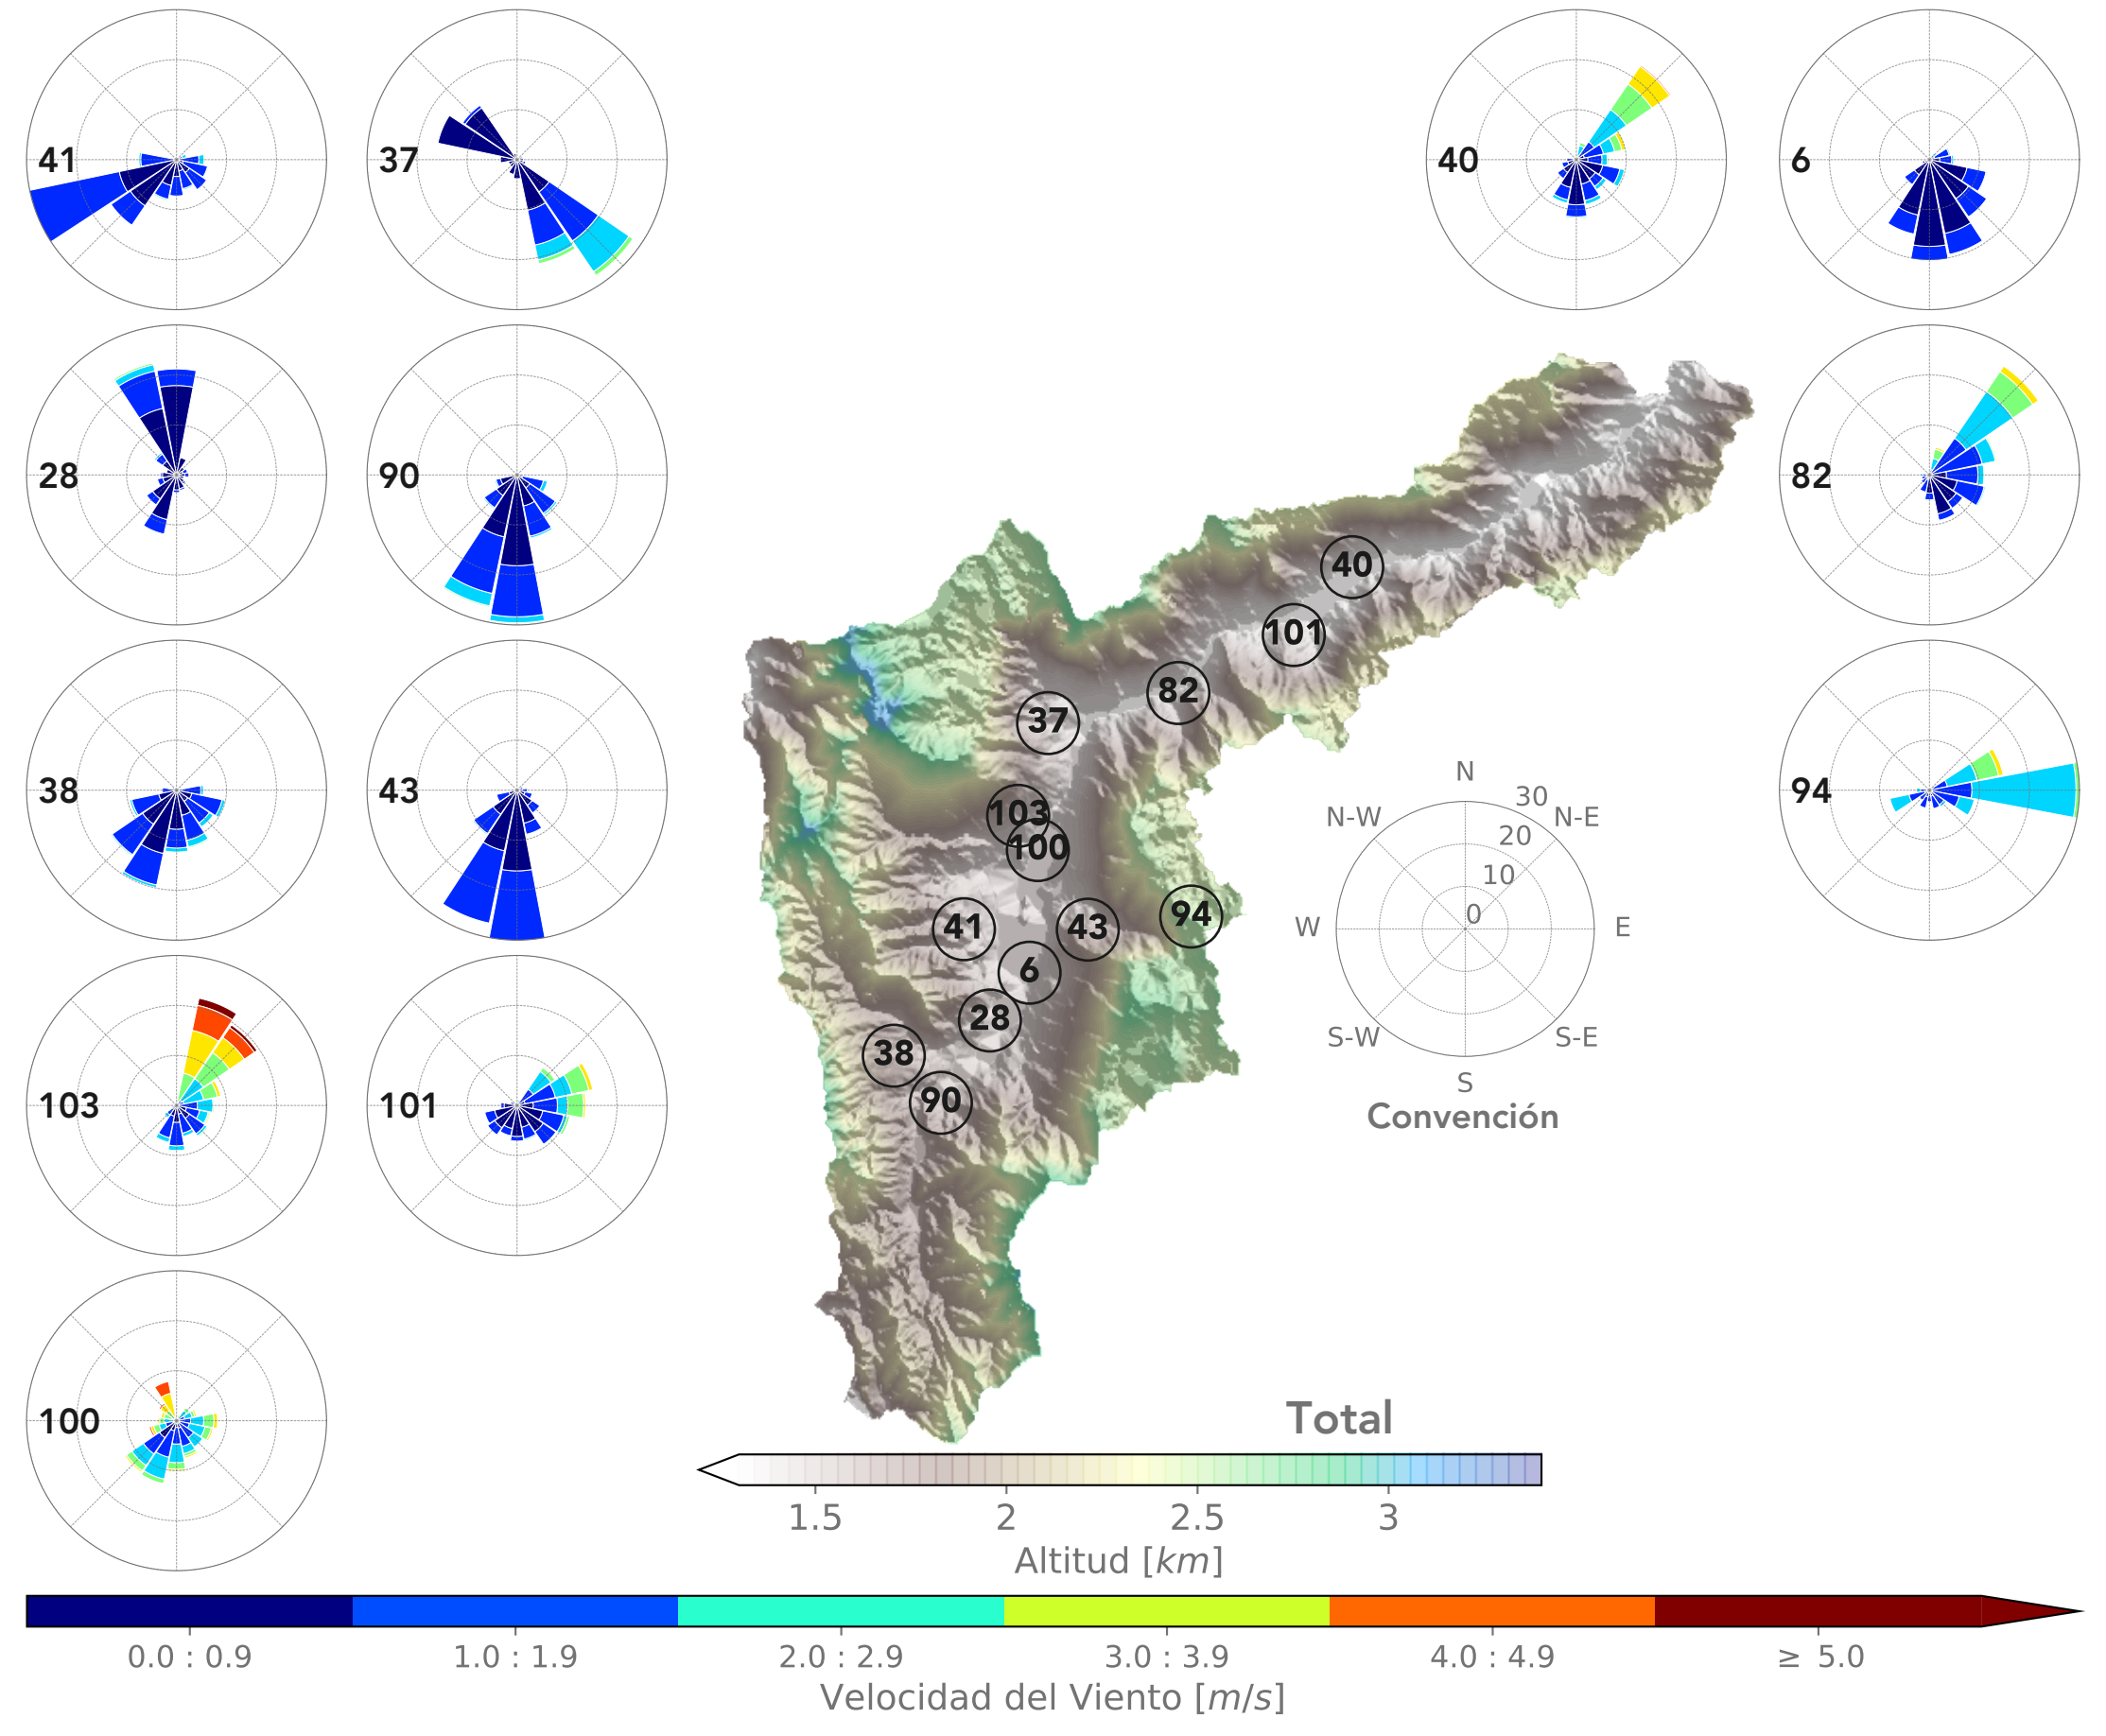 41
37
40
6
28
90
82
38
43
94
103
101
100
40
101
82
37
103
100
41
43
94
6
28
38
90
N
N-W
30
N-E
20
10
0
W
E
S-W
S-E
S
Convención
Total
1.5
2
2.5
3
Altitud [km]
0.0 : 0.9
1.0 : 1.9
2.0 : 2.9
3.0 : 3.9
4.0 : 4.9
≥ 5.0
Velocidad del Viento [m/s]